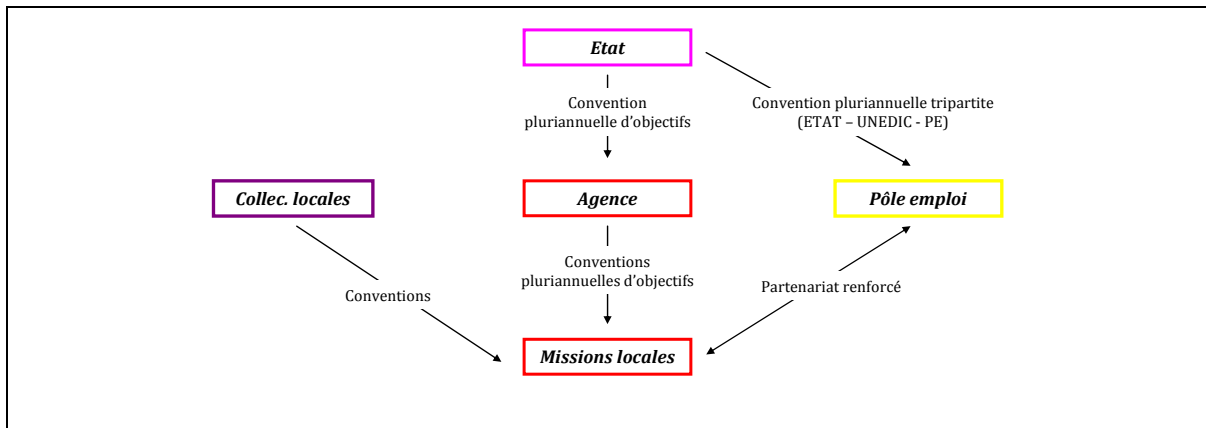 Etat
Convention
pluriannuelle d'objectifs
Convention pluriannuelle tripartite
(ETAT – UNEDIC - PE)
Collec. locales
Agence
Pôle emploi
Conventions
pluriannuelles d'objectifs
Conventions
Partenariat renforcé
Missions locales